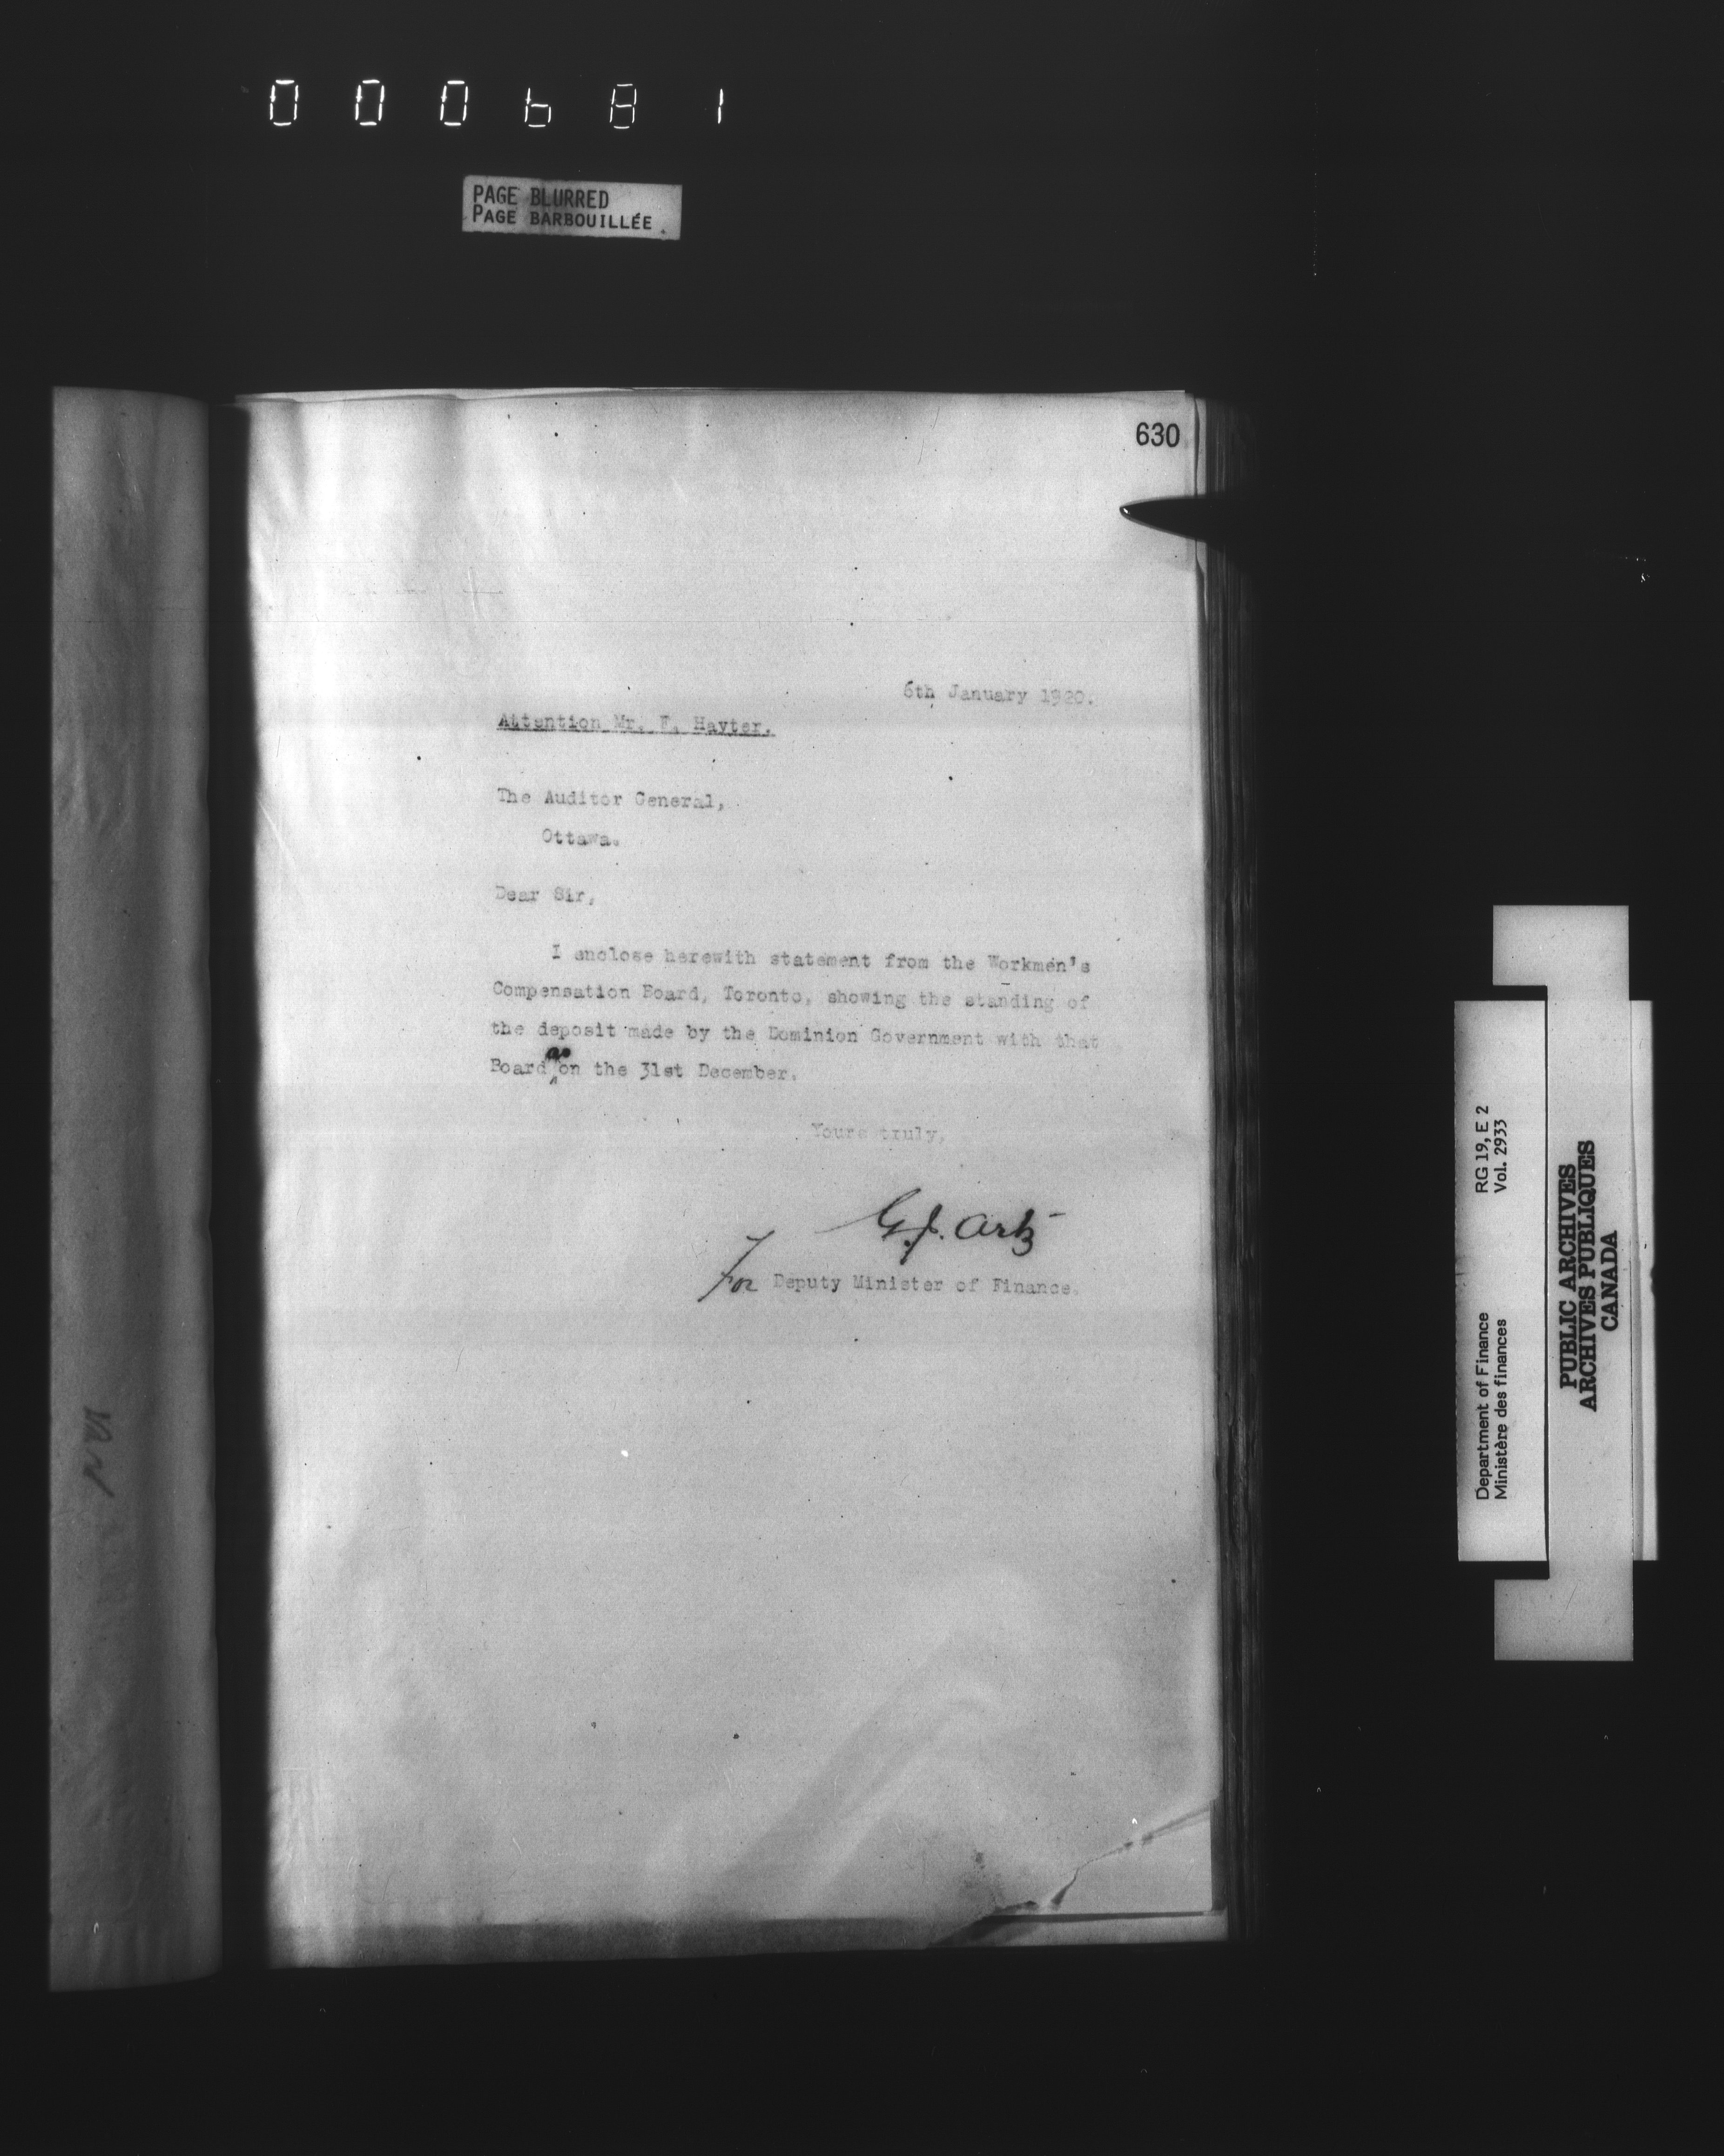 000681
PAGE BLURRED
PAGE BARBOUILLÉE
630
6th January 1920.
Attention Mr. F. Hayter.
The Auditor General,
Ottawa.
Dear Sir,
I enclose herewith statement from the Workmen's
Compensation Board, Toronto, showing the standing of
the deposit made by the Dominion Government with that
as
Board on the 31st December.
Yours truly,
G.J. Artz
For Deputy Minister of Finance.
Department of Finance RG 19, E 2
Ministère des finances Vol. 2933
PUBLIC ARCHIVES
ARCHIVES PUBLIQUES
CANADA